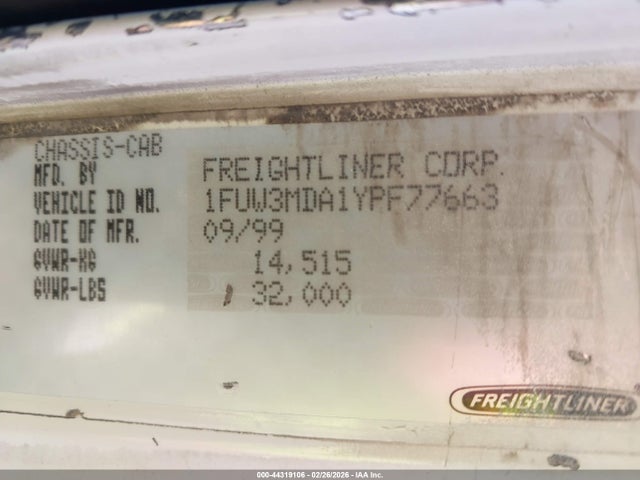 CHASSIS-CAB
MFD. BY FREIGHTLINER CORP.
VEHICLE ID NO. 1FUW3MDA1YPF77663
DATE OF MFR. 09/99
GVWR-KG 14,515
GVWR-LBS 32,000
FREIGHTLINER
000-44319106 | 02/26/2026 | IAA Inc.